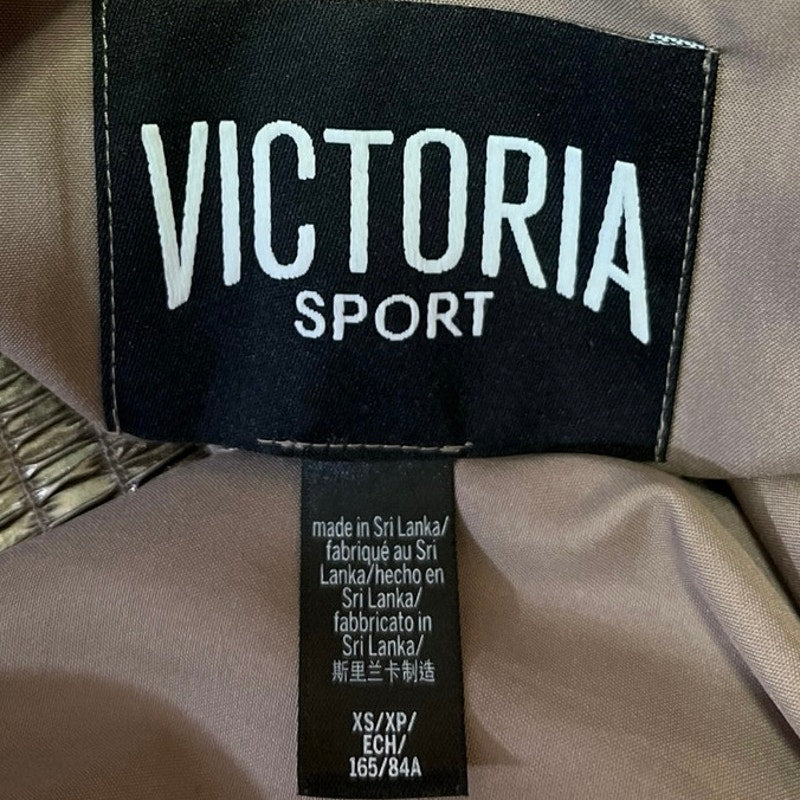 VICTORIA
SPORT
made in Sri Lanka/
fabriqué au Sri
Lanka/hecho en
Sri Lanka/
fabbricato in
Sri Lanka/
斯里兰卡制造
XS/XP/
ECH/
165/84A